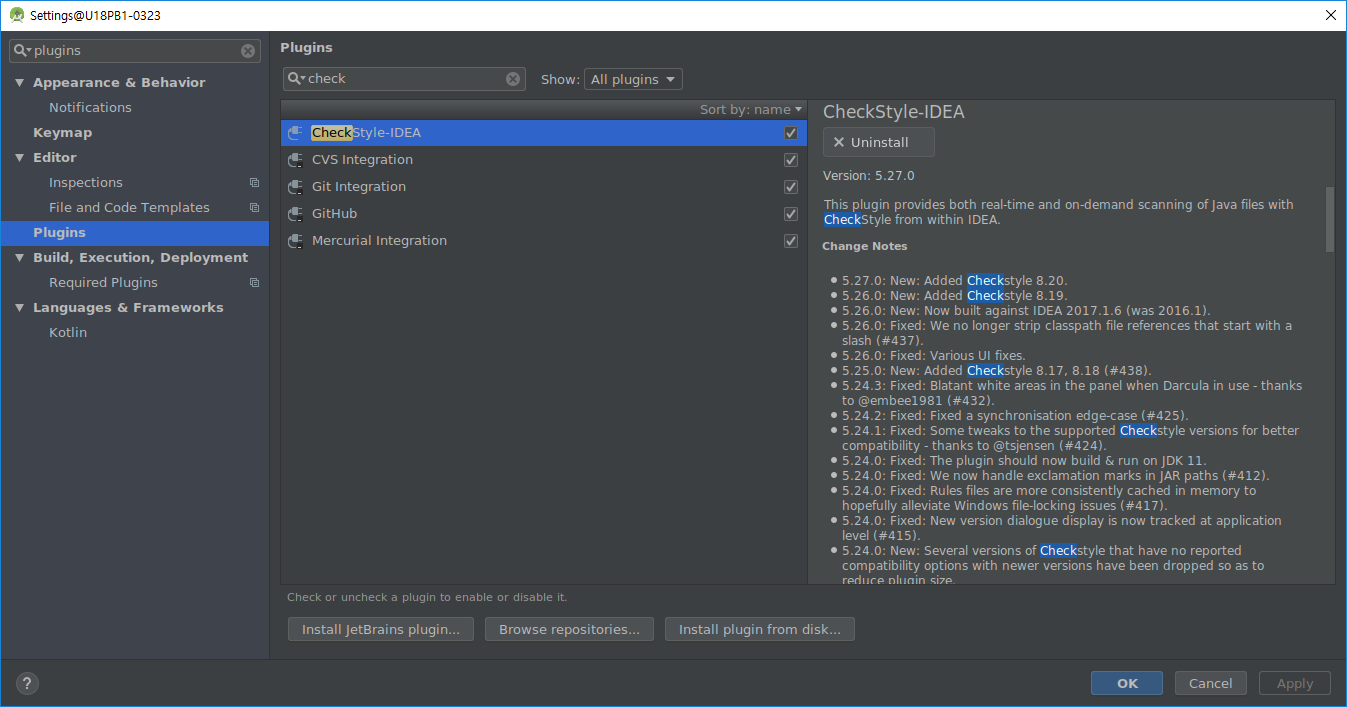 Settings@U18PB1-0323
plugins
Appearance & Behavior
Notifications
Keymap
Editor
Inspections
File and Code Templates
Plugins
Build, Execution, Deployment
Required Plugins
Languages & Frameworks
Kotlin
Plugins
check
Show: All plugins
Sort by: name
CheckStyle-IDEA
CVS Integration
Git Integration
GitHub
Mercurial Integration
CheckStyle-IDEA
Uninstall
Version: 5.27.0
This plugin provides both real-time and on-demand scanning of Java files with
CheckStyle from within IDEA.
Change Notes
5.27.0: New: Added Checkstyle 8.20.
5.26.0: New: Added Checkstyle 8.19.
5.26.0: New: Now built against IDEA 2017.1.6 (was 2016.1).
5.26.0: Fixed: We no longer strip classpath file references that start with a
slash (#437).
5.26.0: Fixed: Various UI fixes.
5.25.0: New: Added Checkstyle 8.17, 8.18 (#438).
5.24.3: Fixed: Blatant white areas in the panel when Darcula in use - thanks
to @embee1981 (#432).
5.24.2: Fixed: Fixed a synchronisation edge-case (#425).
5.24.1: Fixed: Some tweaks to the supported Checkstyle versions for better
compatibility - thanks to @tsjensen (#424).
5.24.0: Fixed: The plugin should now build & run on JDK 11.
5.24.0: Fixed: We now handle exclamation marks in JAR paths (#412).
5.24.0: Fixed: Rules files are more consistently cached in memory to
hopefully alleviate Windows file-locking issues (#417).
5.24.0: Fixed: New version dialogue display is now tracked at application
level (#415).
5.24.0: New: Several versions of Checkstyle that have no reported
compatibility options with newer versions have been dropped so as to
reduce plugin size.
Check or uncheck a plugin to enable or disable it.
Install JetBrains plugin...
Browse repositories...
Install plugin from disk...
?
OK
Cancel
Apply